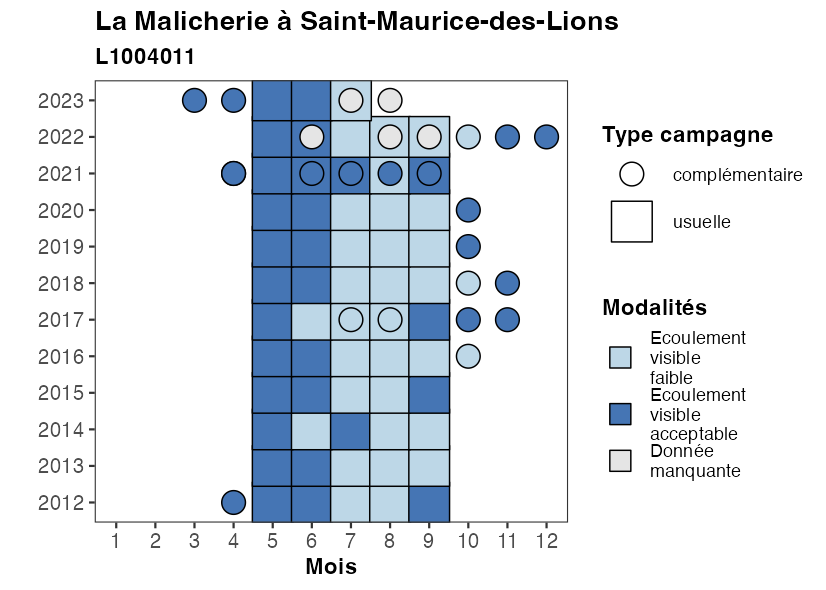 La Malicherie à Saint-Maurice-des-Lions
L1004011
2023
2022
2021
2020
2019
2018
2017
2016
2015
2014
2013
2012
1 2 3 4 5 6 7 8 9 10 11 12
Mois
Type campagne
complémentaire
usuelle
Modalités
Ecoulement
visible
faible
Ecoulement
visible
acceptable
Donnée
manquante